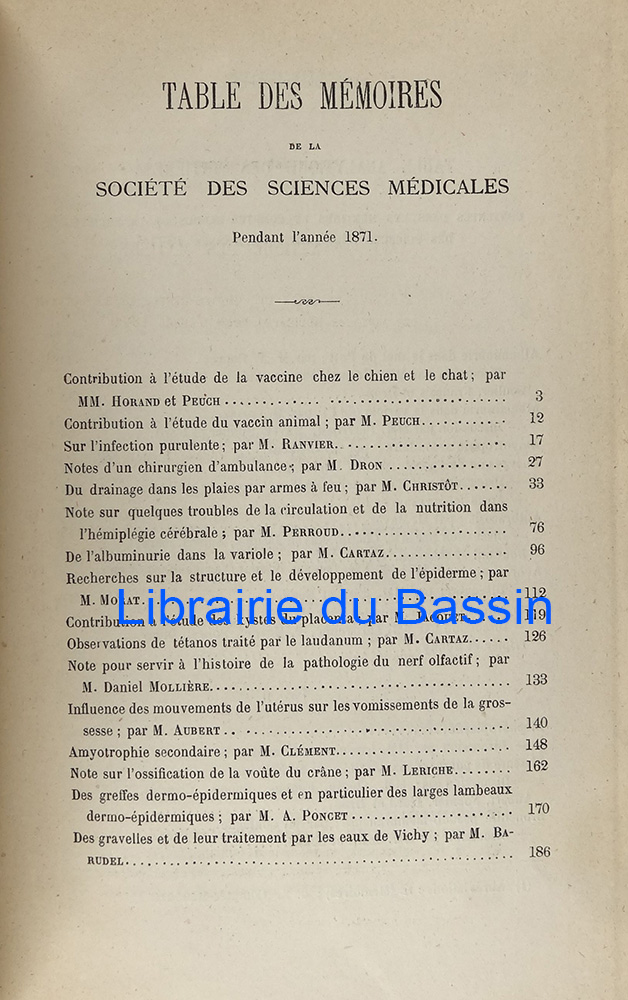 TABLE DES MÉMOIRES
DE LA
SOCIÉTÉ DES SCIENCES MÉDICALES
Pendant l'année 1871.
Contribution à l'étude de la vaccine chez le chien et le chat; par
MM. HORAND et PEUCH ........................ 3
Contribution à l'étude du vaccin animal; par M. PEUCH............ 12
Sur l'infection purulente; par M. RANVIER........................ 17
Notes d'un chirurgien d'ambulance; par M. DRON ................ 27
Du drainage dans les plaies par armes à feu; par M. CHRISTÔT....... 33
Note sur quelques troubles de la circulation et de la nutrition dans
l'hémiplégie cérébrale; par M. PERROUD........................ 76
De l'albuminurie dans la variole; par M. CARTAZ................. 96
Recherches sur la structure et le développement de l'épiderme; par
M. MORAT........................ 112
Contribution à l'étude des kystes du placenta; par M. 119
Librairie du Bassin
Observations de tétanos traité par le laudanum; par M. CARTAZ...... 126
Note pour servir à l'histoire de la pathologie du nerf olfactif; par
M. Daniel MOLLIÈRE........................ 133
Influence des mouvements de l'utérus sur les vomissements de la gros-
sesse; par M. AUBERT........................ 140
Amyotrophie secondaire; par M. CLÉMENT........................ 148
Note sur l'ossification de la voûte du crâne; par M. LERICHE........ 162
Des greffes dermo-épidermiques et en particulier des larges lambeaux
dermo-épidermiques; par M. A. PONCET..................... 170
Des gravelles et de leur traitement par les eaux de Vichy; par M. BA-
RUDEL........................ 186